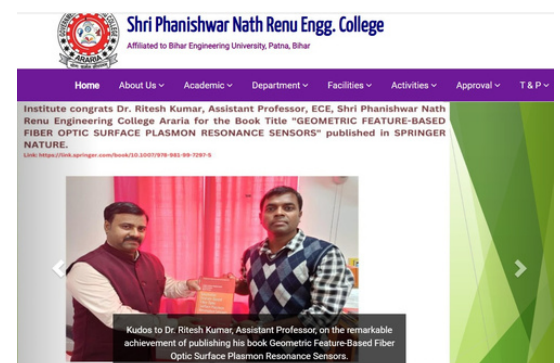 Shri Phanishwar Nath Renu Engg. College
Affiliated to Bihar Engineering University, Patna, Bihar
ARARIA
Home About Us Academic Department Facilities Activities Approval T & P
Institute congrats Dr. Ritesh Kumar, Assistant Professor, ECE, Shri Phanishwar Nath
Renu Engineering College Araria for the Book Title "GEOMETRIC FEATURE-BASED
FIBER OPTIC SURFACE PLASMON RESONANCE SENSORS" published in SPRINGER
NATURE.
Link: https://link.springer.com/book/10.1007/978-981-99-7297-5
Kudos to Dr. Ritesh Kumar, Assistant Professor, on the remarkable
achievement of publishing his book Geometric Feature-Based Fiber
Optic Surface Plasmon Resonance Sensors.